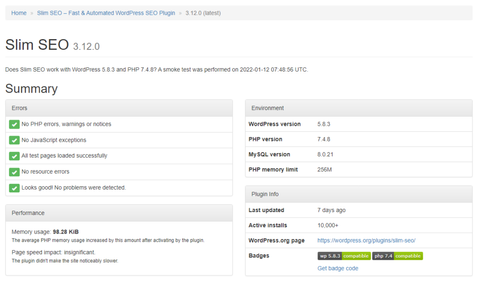 Home » Slim SEO – Fast & Automated WordPress SEO Plugin » 3.12.0 (latest)
Slim SEO 3.12.0
Does Slim SEO work with WordPress 5.8.3 and PHP 7.4.8? A smoke test was performed on 2022-01-12 07:48:56 UTC.
Summary
Errors
No PHP errors, warnings or notices
No JavaScript exceptions
All test pages loaded successfully
No resource errors
Looks good! No problems were detected.
Performance
Memory usage: 98.28 KiB
The average PHP memory usage increased by this amount after activating by the plugin.
Page speed impact: insignificant
The plugin didn't make the site noticeably slower.
Environment
WordPress version 5.8.3
PHP version 7.4.8
MySQL version 8.0.21
PHP memory limit 256M
Plugin Info
Last updated 7 days ago
Active installs 10,000+
WordPress.org page https://wordpress.org/plugins/slim-seo/
Badges wp 5.8.3 compatible php 7.4 compatible
Get badge code